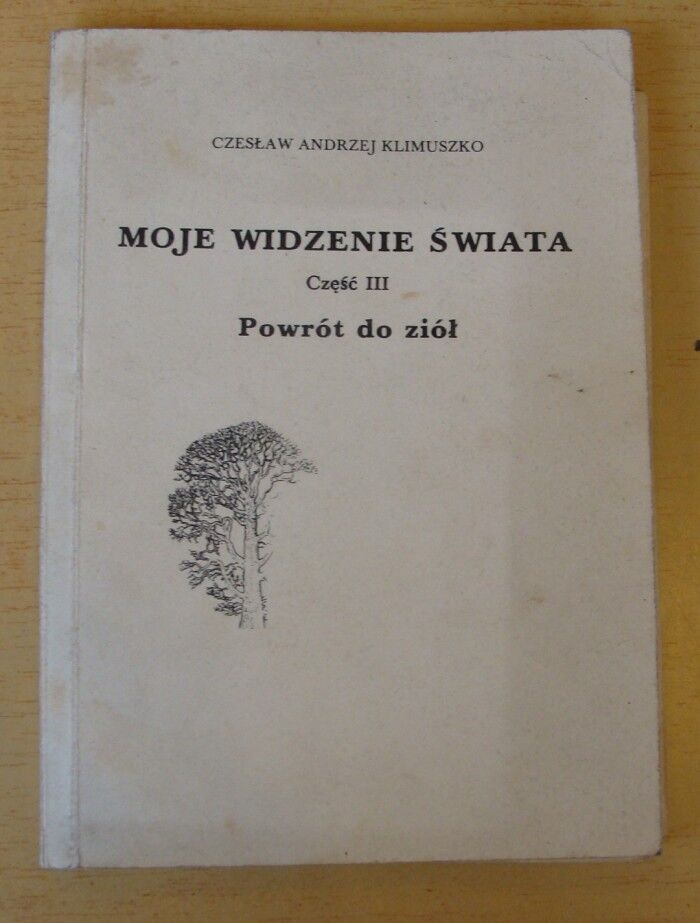 CZESŁAW ANDRZEJ KLIMUSZKO
MOJE WIDZENIE ŚWIATA
Część III
Powrót do ziół